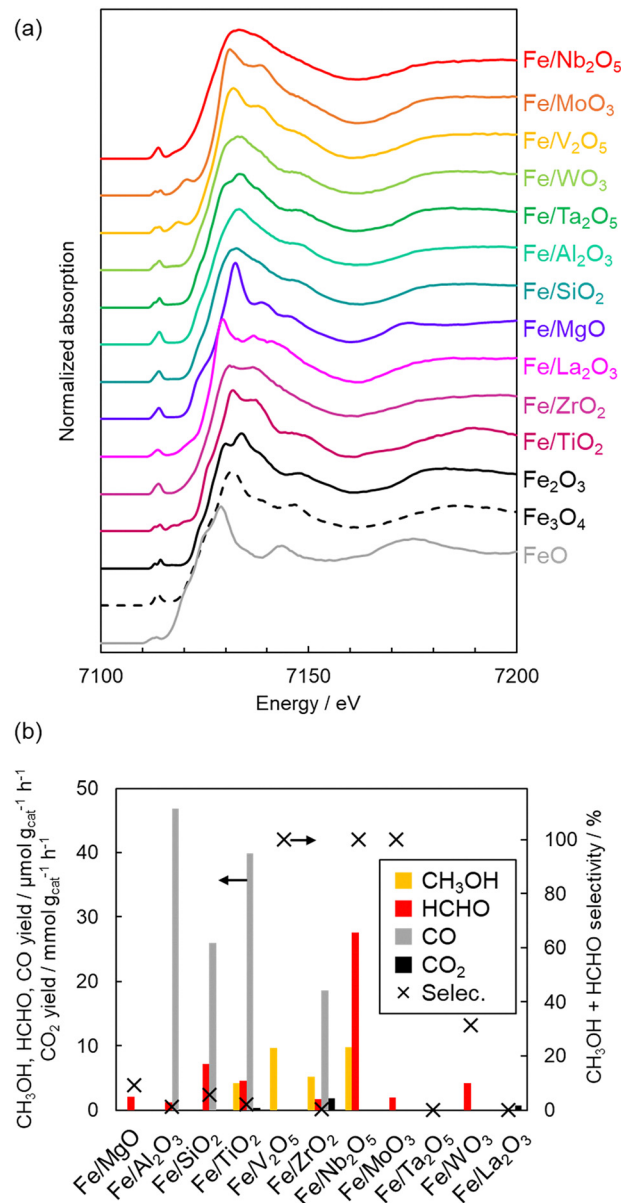 (a)
Normalized absorption
Fe/Nb₂O₅
Fe/MoO₃
Fe/V₂O₅
Fe/WO₃
Fe/Ta₂O₅
Fe/Al₂O₃
Fe/SiO₂
Fe/MgO
Fe/La₂O₃
Fe/ZrO₂
Fe/TiO₂
Fe₂O₃
Fe₃O₄
FeO
7100
7150
7200
Energy / eV
(b)
CH₃OH, HCHO, CO yield / μmol g_cat⁻¹ h⁻¹
CO₂ yield / mmol g_cat⁻¹ h⁻¹
50
40
30
20
10
0
CH₃OH
HCHO
CO
CO₂
Selec.
100
80
60
40
20
0
CH₃OH + HCHO selectivity / %
Fe/MgO
Fe/Al₂O₃
Fe/SiO₂
Fe/TiO₂
Fe/V₂O₅
Fe/ZrO₂
Fe/Nb₂O₅
Fe/MoO₃
Fe/Ta₂O₅
Fe/WO₃
Fe/La₂O₃